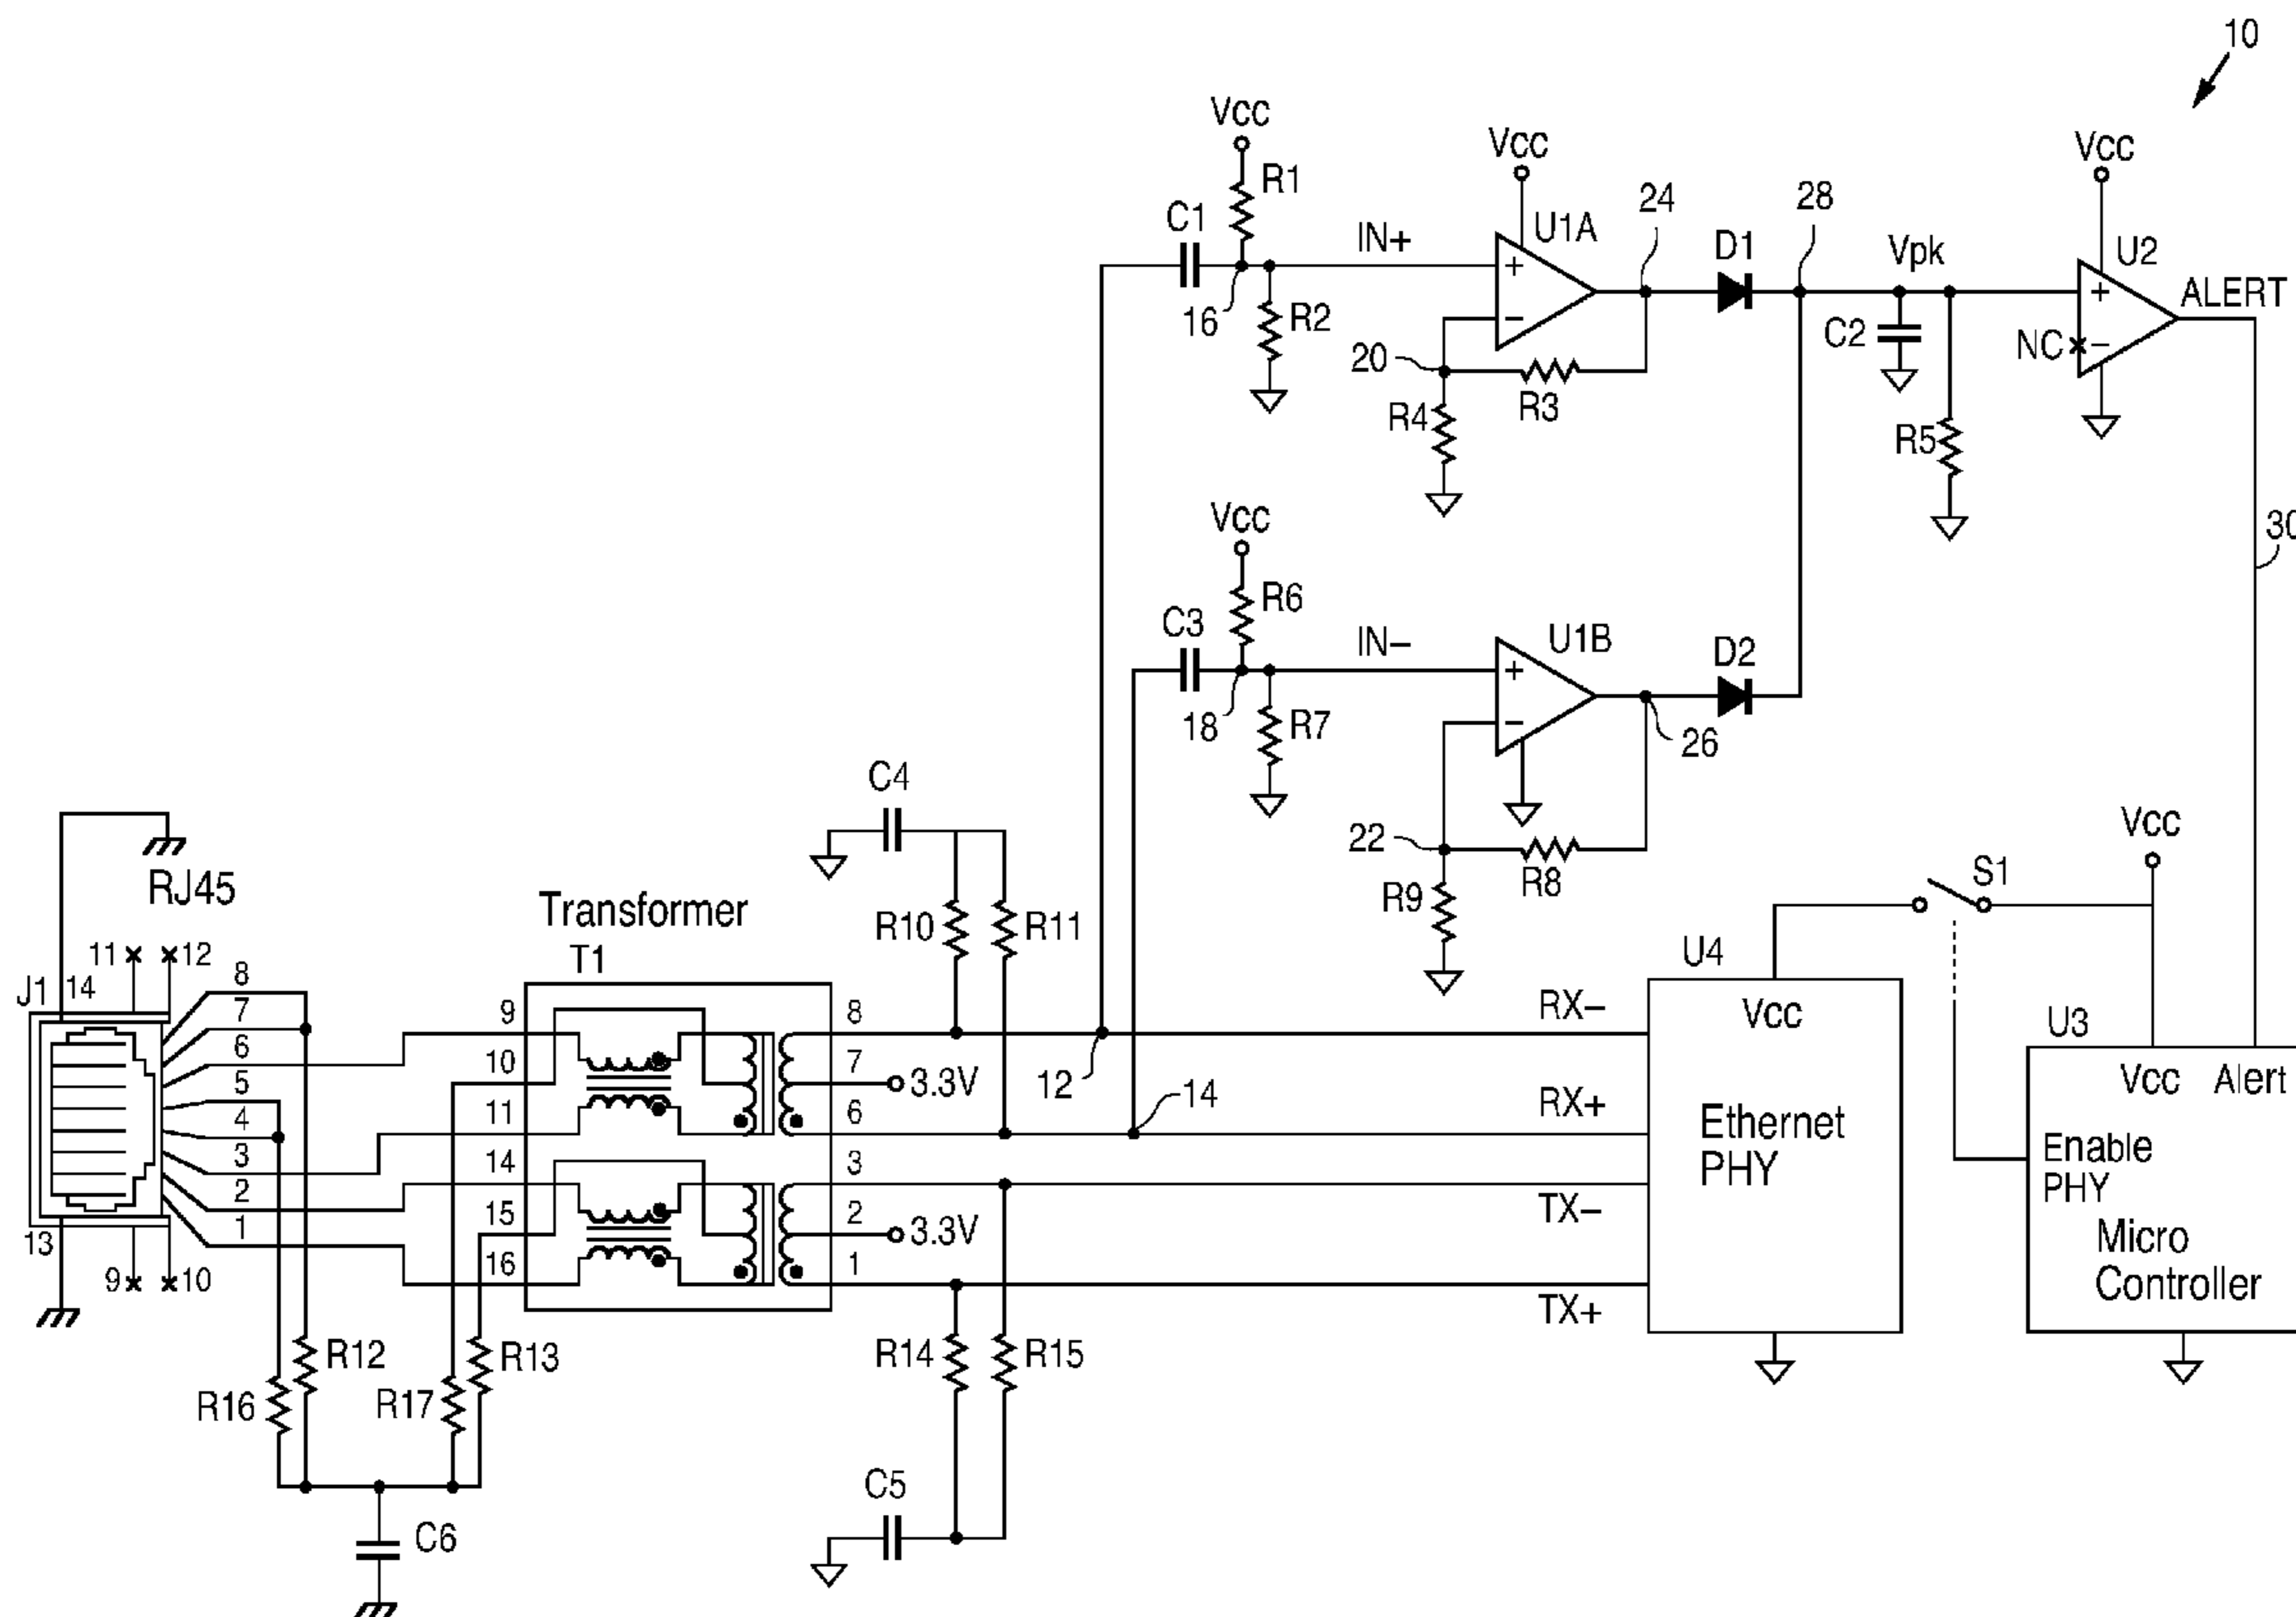 10
Vcc
R1
C1
16
R2
IN+
Vcc
U1A
+
−
20
R4
R3
24
D1
28
Vpk
C2
R5
Vcc
U2
+
NC
−
ALERT
30
Vcc
R6
C3
18
R7
IN−
U1B
+
−
22
R9
R8
26
D2
C4
R10
R11
RJ45
J1
14
11
12
8
7
6
5
4
3
2
1
13
9
10
Transformer
T1
9
10
11
14
15
16
8
7
6
3
2
1
3.3V
3.3V
12
14
RX−
RX+
TX−
TX+
U4
Vcc
Ethernet
PHY
S1
Vcc
U3
Vcc
Alert
Enable
PHY
Micro
Controller
R12
R16
R13
R17
C6
R14
R15
C5